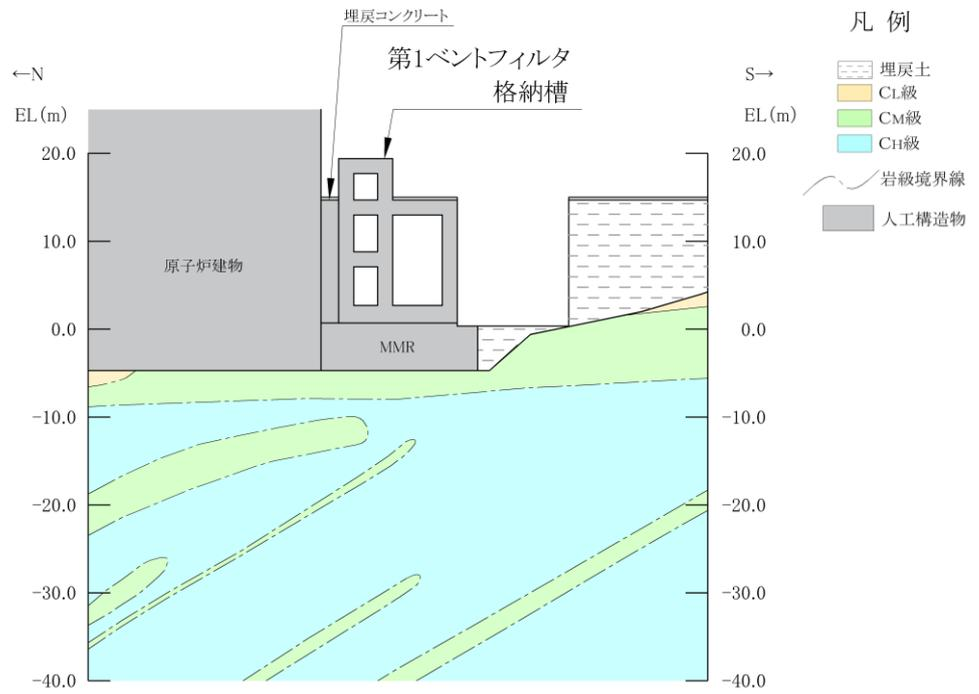 埋戻コンクリート
第1ベントフィルタ
格納槽
凡 例
←N
S→
EL(m)
EL(m)
埋戻土
CL級
CM級
CH級
岩級境界線
人工構造物
20.0
20.0
10.0
10.0
原子炉建物
0.0
0.0
MMR
-10.0
-10.0
-20.0
-20.0
-30.0
-30.0
-40.0
-40.0